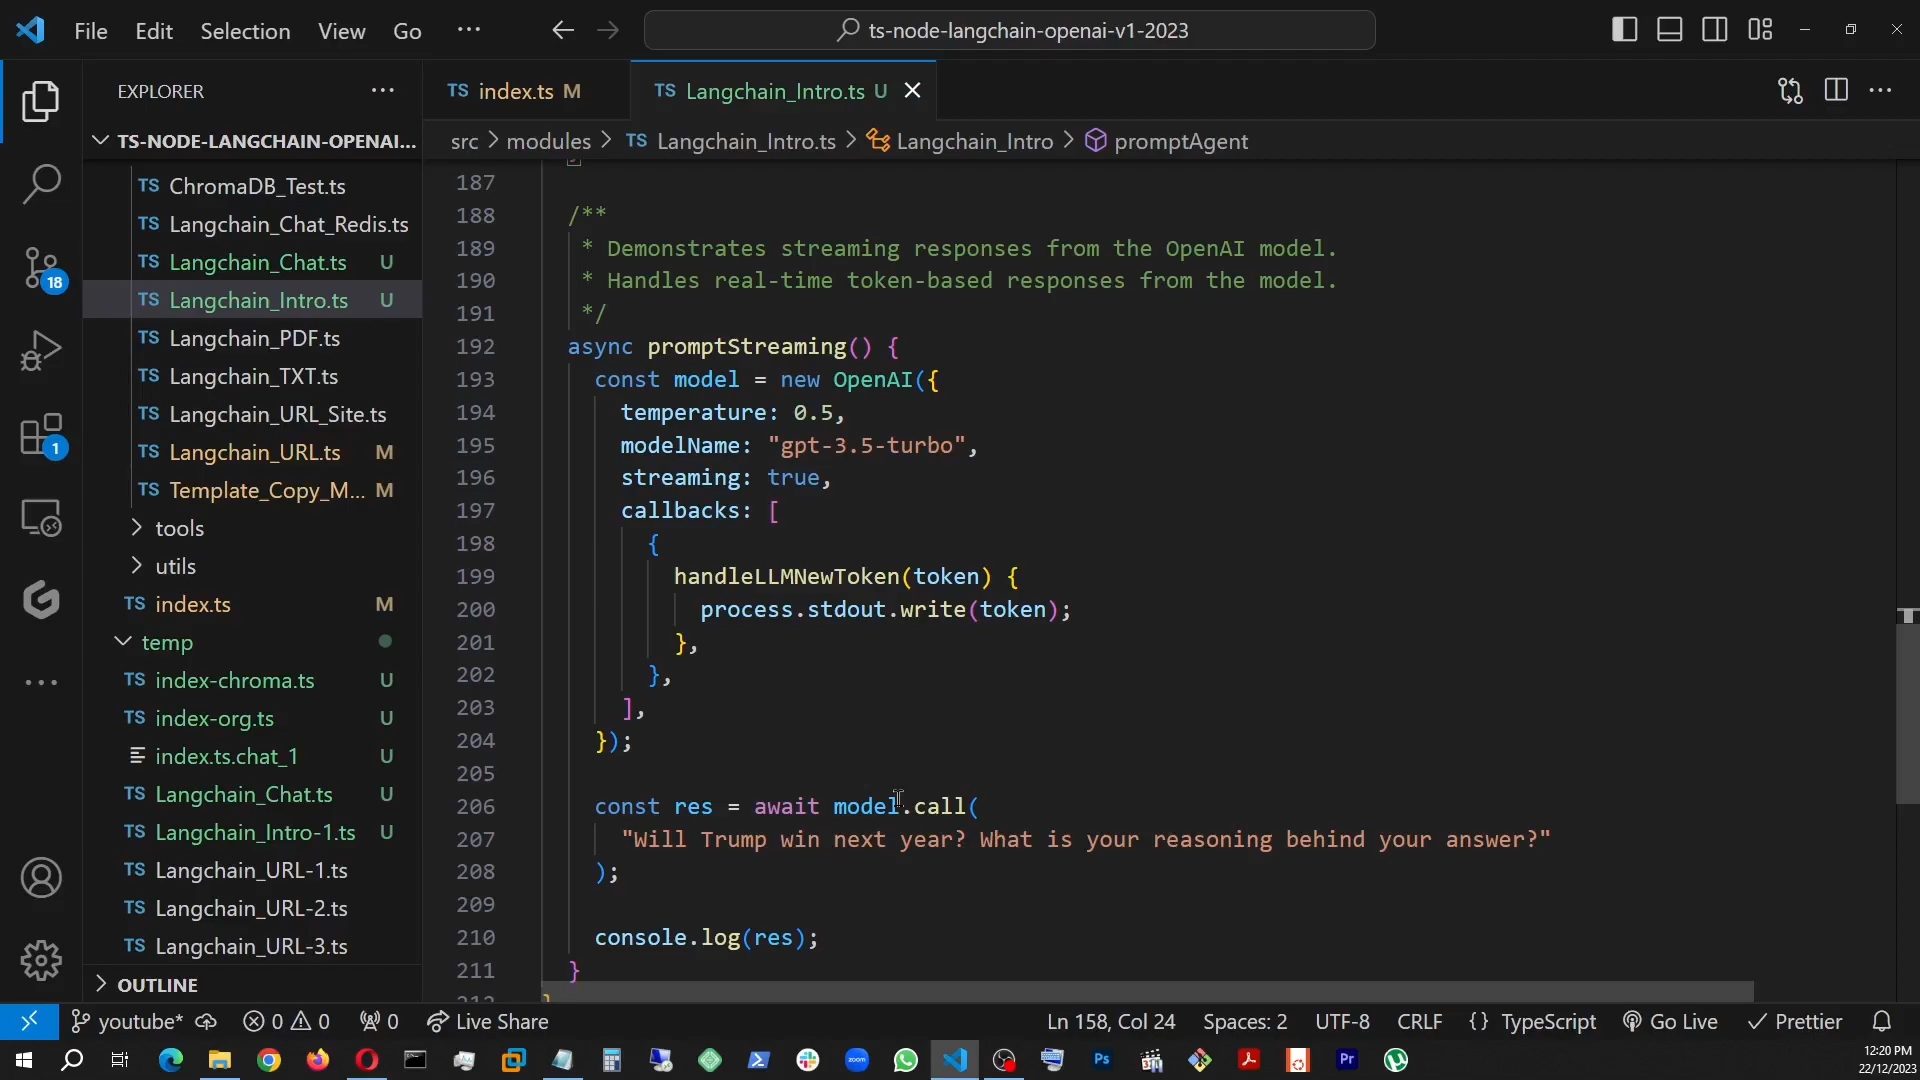 File Edit Selection View Go ···
ts-node-langchain-openai-v1-2023
EXPLORER
TS index.ts M
TS Langchain_Intro.ts U
TS-NODE-LANGCHAIN-OPENAI...
src > modules > TS Langchain_Intro.ts > Langchain_Intro > promptAgent
TS ChromaDB_Test.ts
TS Langchain_Chat_Redis.ts
TS Langchain_Chat.ts U
TS Langchain_Intro.ts U
TS Langchain_PDF.ts
TS Langchain_TXT.ts
TS Langchain_URL_Site.ts
TS Langchain_URL.ts M
TS Template_Copy_M... M
> tools
> utils
TS index.ts M
temp
TS index-chroma.ts U
TS index-org.ts U
index.ts.chat_1 U
TS Langchain_Chat.ts U
TS Langchain_Intro-1.ts U
TS Langchain_URL-1.ts
TS Langchain_URL-2.ts
TS Langchain_URL-3.ts
> OUTLINE
18
1
187
188 /**
189 * Demonstrates streaming responses from the OpenAI model.
190 * Handles real-time token-based responses from the model.
191 */
192 async promptStreaming() {
193 const model = new OpenAI({
194 temperature: 0.5,
195 modelName: "gpt-3.5-turbo",
196 streaming: true,
197 callbacks: [
198 {
199 handleLLMNewToken(token) {
200 process.stdout.write(token);
201 },
202 },
203 ],
204 });
205
206 const res = await model.call(
207 "Will Trump win next year? What is your reasoning behind your answer?"
208 );
209
210 console.log(res);
211 }
212 }
youtube* 0 0 0 Live Share Ln 158, Col 24 Spaces: 2 UTF-8 CRLF {} TypeScript Go Live Prettier
zoom Ps Pr
12:20 PM
22/12/2023